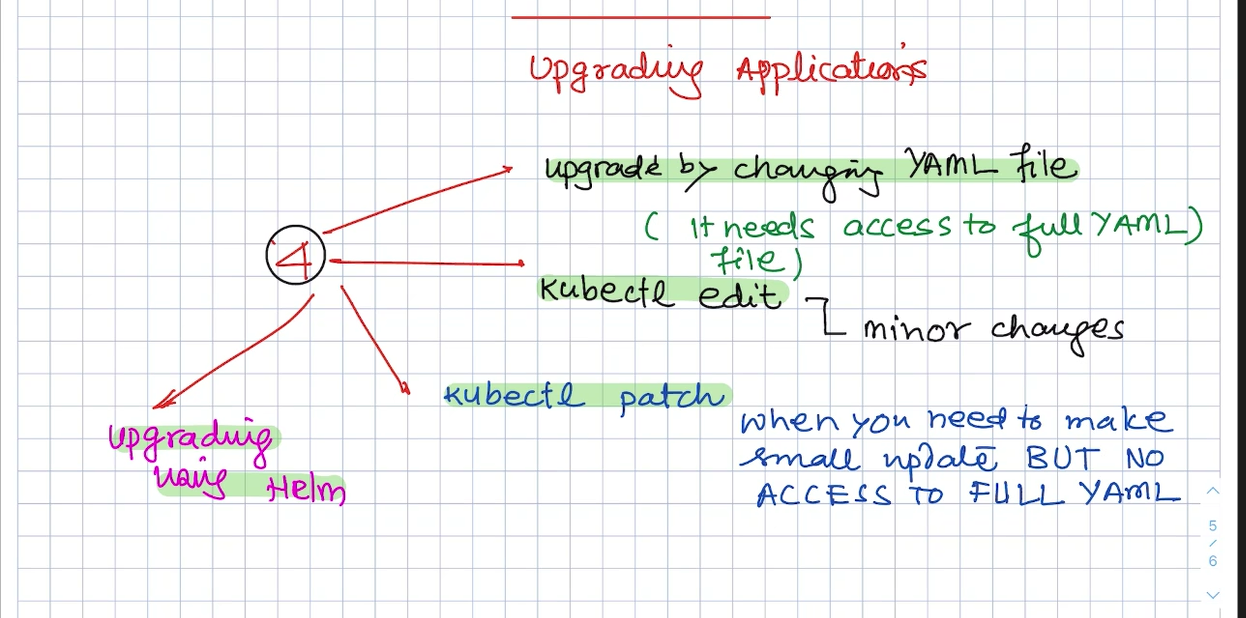 Upgrading Applications
upgrade by changing YAML file
( It needs access to full YAML)
file)
Kubectl edit
minor changes
4
Kubectl patch
when you need to make
small update BUT NO
ACCESS TO FULL YAML
Upgrading
using Helm
5
/
6